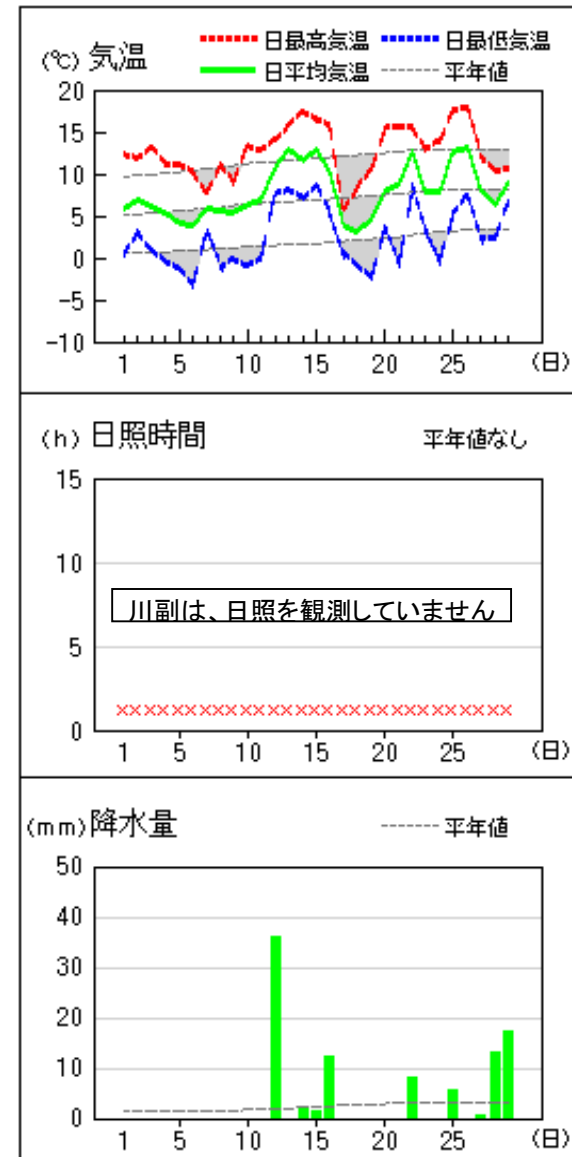 (℃) 気温
日最高気温 日最低気温
日平均気温 平年値
20
15
10
5
0
-5
-10
1 5 10 15 20 25 (日)
(h) 日照時間 平年値なし
15
10
5
0
川副は、日照を観測していません
××××××××××××××××××××××××××××××
1 5 10 15 20 25 (日)
(mm) 降水量 平年値
50
40
30
20
10
0
1 5 10 15 20 25 (日)